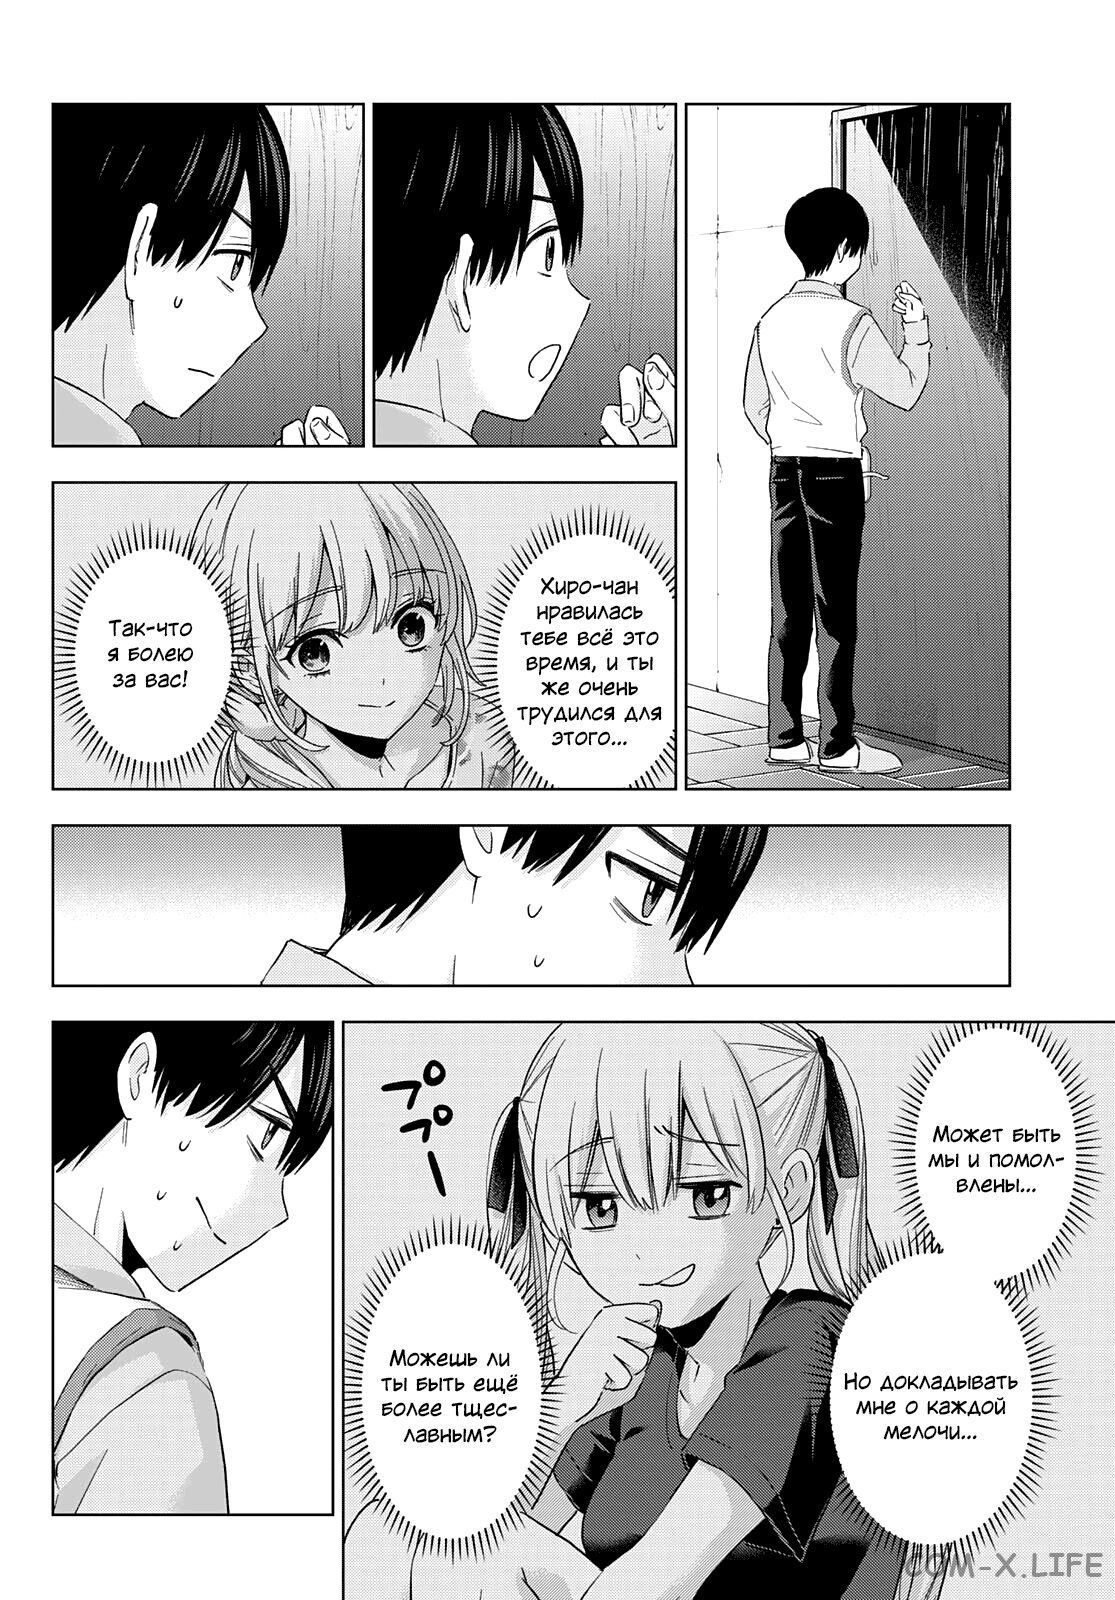 Хиро-чан
нравилась
тебе всё это
время, и ты
же очень
трудился для
этого...
Так-что
я болею
за вас!
Может быть
мы и помол-
влены...
Но докладывать
мне о каждой
мелочи...
Можешь ли
ты быть ещё
более тщес-
лавным?
プププー
COM-X.LIFE